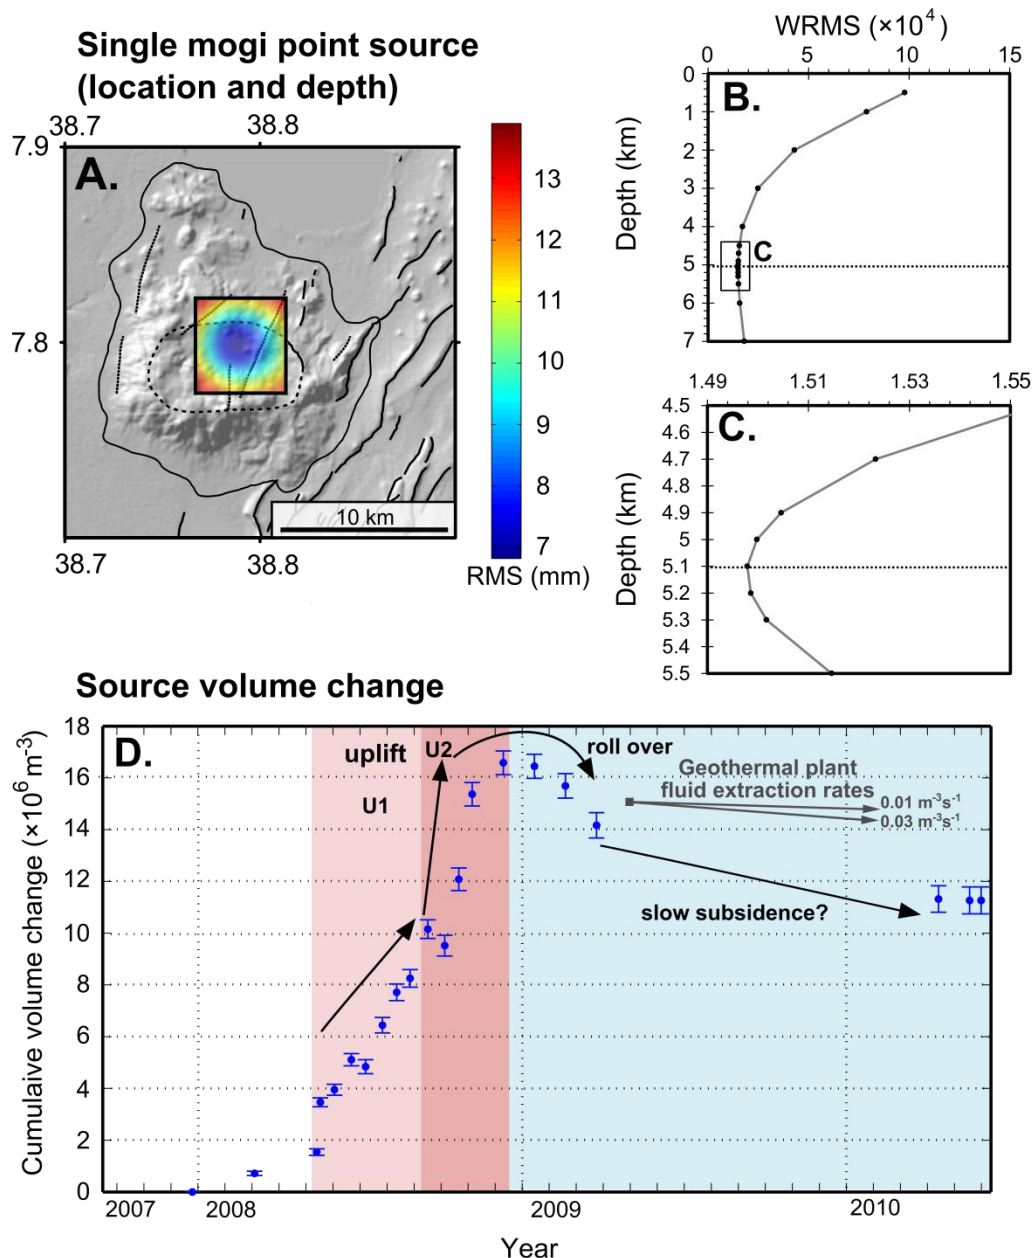 Single mogi point source
(location and depth)
38.7 38.8
7.9
7.8
A.
10 km
38.7 38.8
13
12
11
10
9
8
7
RMS (mm)
WRMS (×10⁴)
0 5 10 15
B.
Depth (km)
0
1
2
3
4
5
6
7
C
1.49 1.51 1.53 1.55
C.
Depth (km)
4.5
4.6
4.7
4.8
4.9
5
5.1
5.2
5.3
5.4
5.5
Source volume change
D.
Cumulaive volume change (×10⁶ m⁻³)
18
16
14
12
10
8
6
4
2
0
uplift
U1
U2
roll over
Geothermal plant
fluid extraction rates
0.01 m⁻³s⁻¹
0.03 m⁻³s⁻¹
slow subsidence?
2007 2008 2009 2010
Year